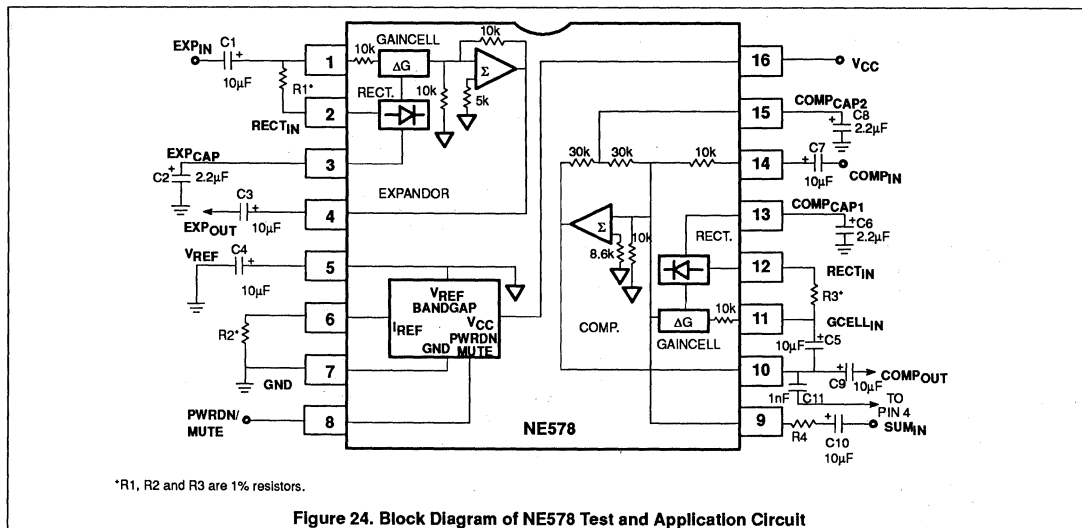 EXP_IN
C1
+
10μF
R1*
1
10k
GAINCELL
ΔG
10k
Σ
10k
5k
RECT.
2
RECT_IN
EXP_CAP
3
C2
+
2.2μF
EXPANDOR
C3
+
4
EXP_OUT
10μF
V_REF
C4
+
5
10μF
V_REF
BANDGAP
V_CC
I_REF
PWRDN
GND
MUTE
6
R2*
7
GND
PWRDN/
MUTE
8
NE578
16
V_CC
15
COMP_CAP2
+
C8
2.2μF
30k
30k
10k
14
+
C7
10μF
COMP_IN
13
COMP_CAP1
+
C6
2.2μF
Σ
10k
8.6k
RECT.
12
RECT_IN
R3*
10k
ΔG
11
GCELL_IN
COMP.
GAINCELL
10μF
+
C5
10
+
C9
10μF
COMP_OUT
1nF
C11
TO
PIN 4
9
R4
+
C10
10μF
SUM_IN
*R1, R2 and R3 are 1% resistors.
Figure 24. Block Diagram of NE578 Test and Application Circuit